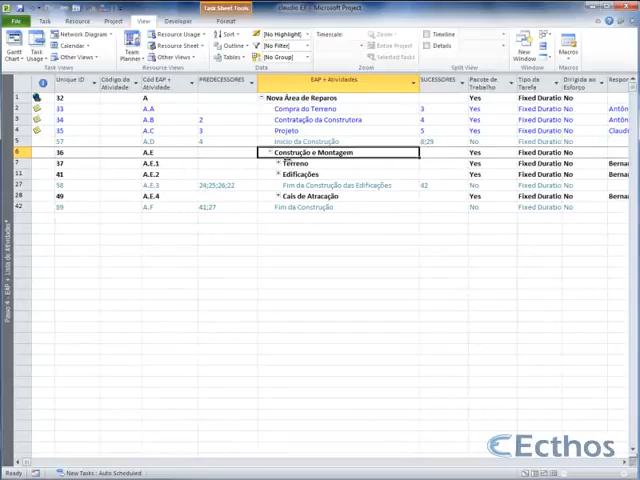 Task Sheet Tools
claudio EF - Microsoft Project
File Task Resource Project View Developer Format
Gantt Chart
Task Usage
Network Diagram
Calendar
Other Views
Task Views
Team Planner
Resource Usage
Resource Sheet
Other Views
Resource Views
Sort
Outline
Tables
[No Highlight]
[No Filter]
[No Group]
Data
Timescale:
Zoom
Entire Project
Selected Tasks
Zoom
Timeline
Details
Split View
New Window
Window
Macros
Macros
Unique ID Código da Atividade Cód EAP + Atividade PREDECESSORES EAP + Atividades SUCESSORES Pacote de Trabalho Tipo da Tarefa Dirigida ao Esforço Respor
1 32 A Nova Área de Reparos Yes Fixed Duratio No
2 33 A.A Compra do Terreno 3 Yes Fixed Duratio No Antôn
3 34 A.B 2 Contratação da Construtora 4 Yes Fixed Duratio No
4 35 A.C 3 Projeto 5 Yes Fixed Duratio No Antôn
5 57 A.D 4 Inicio da Construção 8;29 No Fixed Duratio No
6 36 A.E Construção e Montagem Yes Fixed Duratio No
7 37 A.E.1 Terreno Yes Fixed Duratio No Bernar
11 41 A.E.2 Edificações Yes Fixed Duratio No
27 58 A.E.3 24;25;26;22 Fim da Construção das Edificações 42 No Fixed Duratio No
28 49 A.E.4 Cais de Atracação Yes Fixed Duratio No Bernar
42 59 A.F 41;27 Fim da Construção No Fixed Duratio No
Passo 4 - EAP + Lista de Atividades*
Ecthos
Ready New Tasks : Auto Scheduled